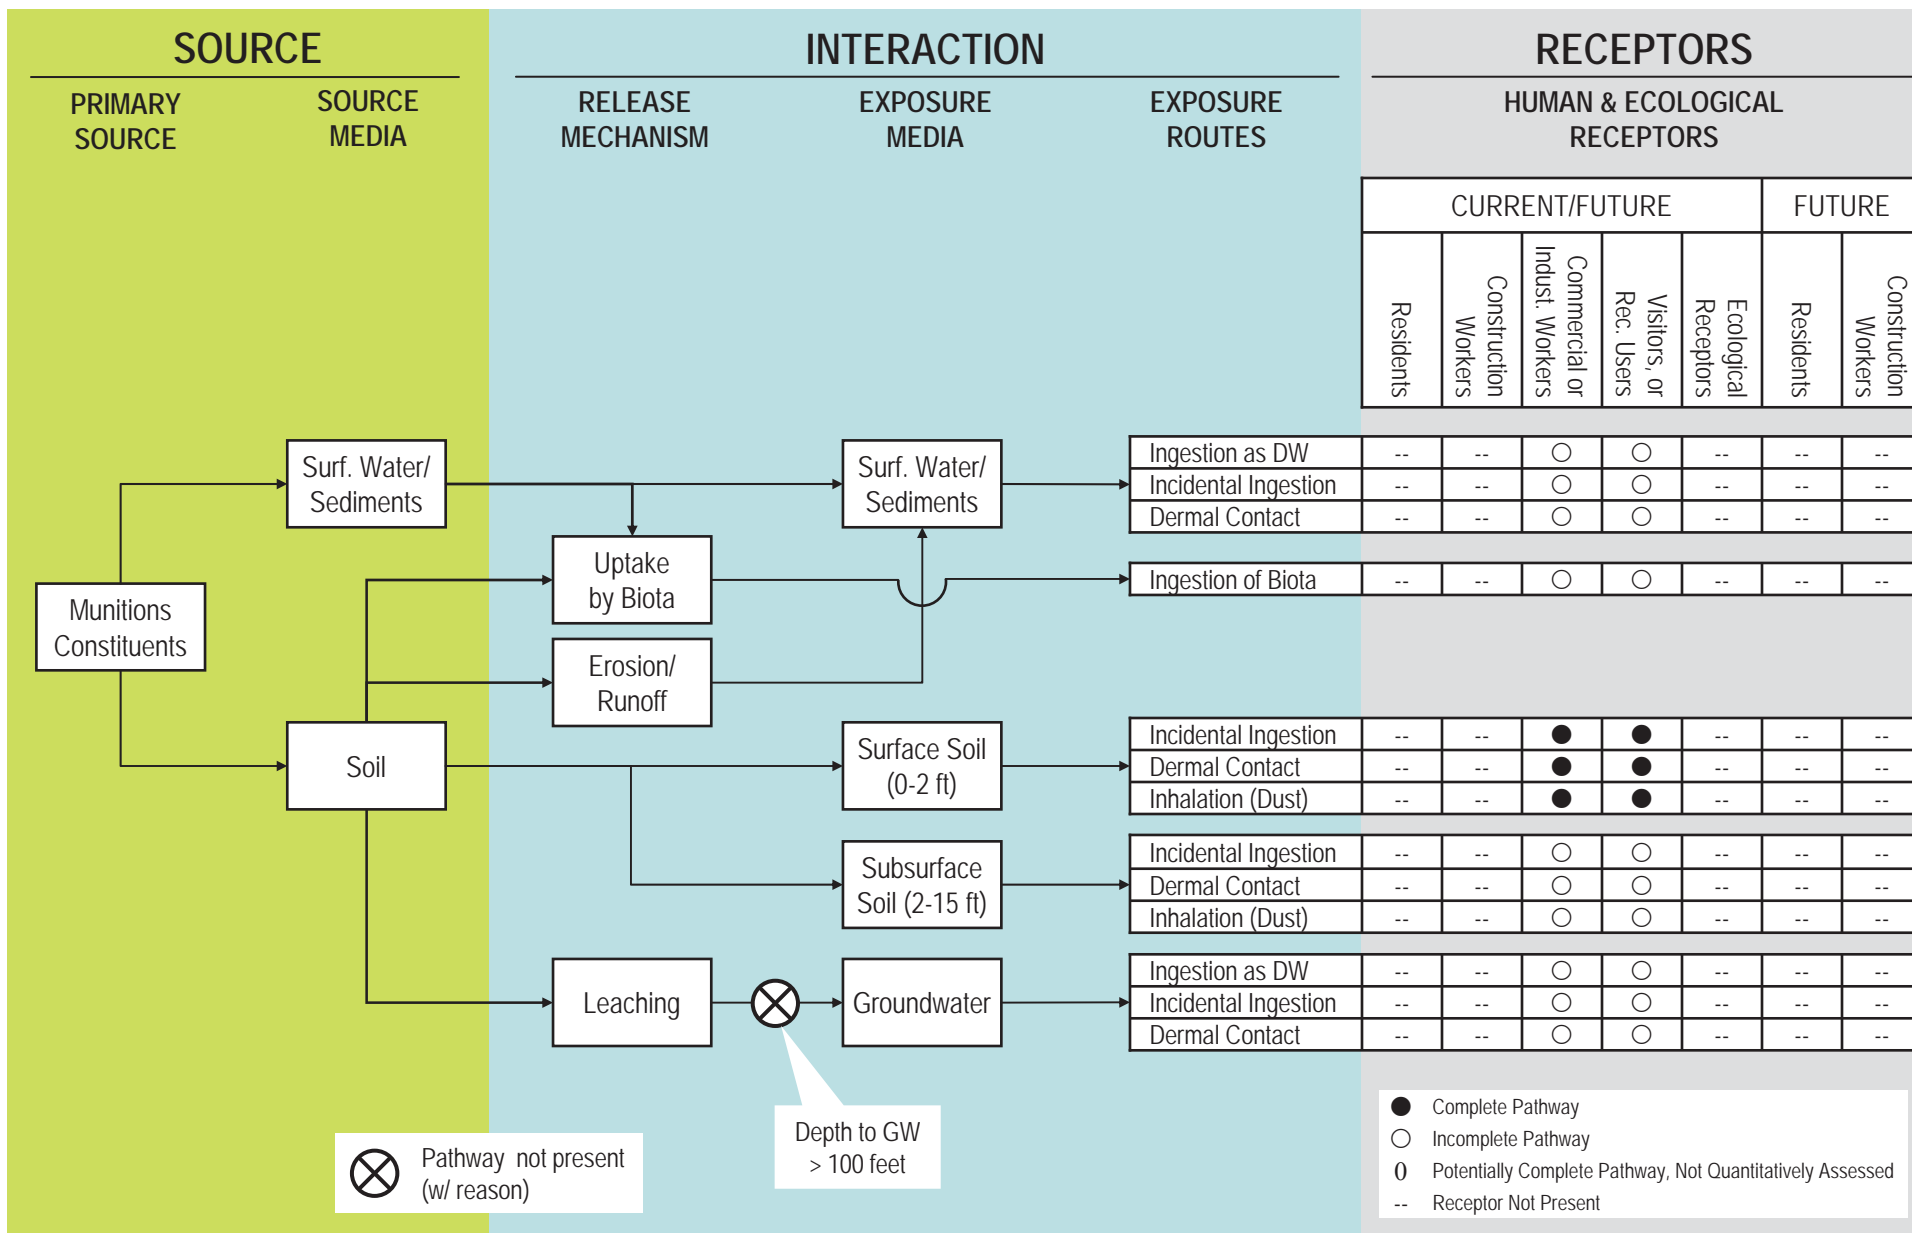 SOURCE
INTERACTION
RECEPTORS
PRIMARY
SOURCE
SOURCE
MEDIA
RELEASE
MECHANISM
EXPOSURE
MEDIA
EXPOSURE
ROUTES
HUMAN & ECOLOGICAL
RECEPTORS
CURRENT/FUTURE
FUTURE
Residents
Construction
Workers
Commercial or
Indust. Workers
Visitors, or
Rec. Users
Ecological
Receptors
Residents
Construction
Workers
Munitions
Constituents
Surf. Water/
Sediments
Soil
Uptake
by Biota
Erosion/
Runoff
Leaching
Surf. Water/
Sediments
Surface Soil
(0-2 ft)
Subsurface
Soil (2-15 ft)
Groundwater
Depth to GW
> 100 feet
Ingestion as DW -- -- ○ ○ -- -- --
Incidental Ingestion -- -- ○ ○ -- -- --
Dermal Contact -- -- ○ ○ -- -- --
Ingestion of Biota -- -- ○ ○ -- -- --
Incidental Ingestion -- -- ● ● -- -- --
Dermal Contact -- -- ● ● -- -- --
Inhalation (Dust) -- -- ● ● -- -- --
Incidental Ingestion -- -- ○ ○ -- -- --
Dermal Contact -- -- ○ ○ -- -- --
Inhalation (Dust) -- -- ○ ○ -- -- --
Ingestion as DW -- -- ○ ○ -- -- --
Incidental Ingestion -- -- ○ ○ -- -- --
Dermal Contact -- -- ○ ○ -- -- --
Pathway not present
(w/ reason)
● Complete Pathway
○ Incomplete Pathway
0 Potentially Complete Pathway, Not Quantitatively Assessed
-- Receptor Not Present